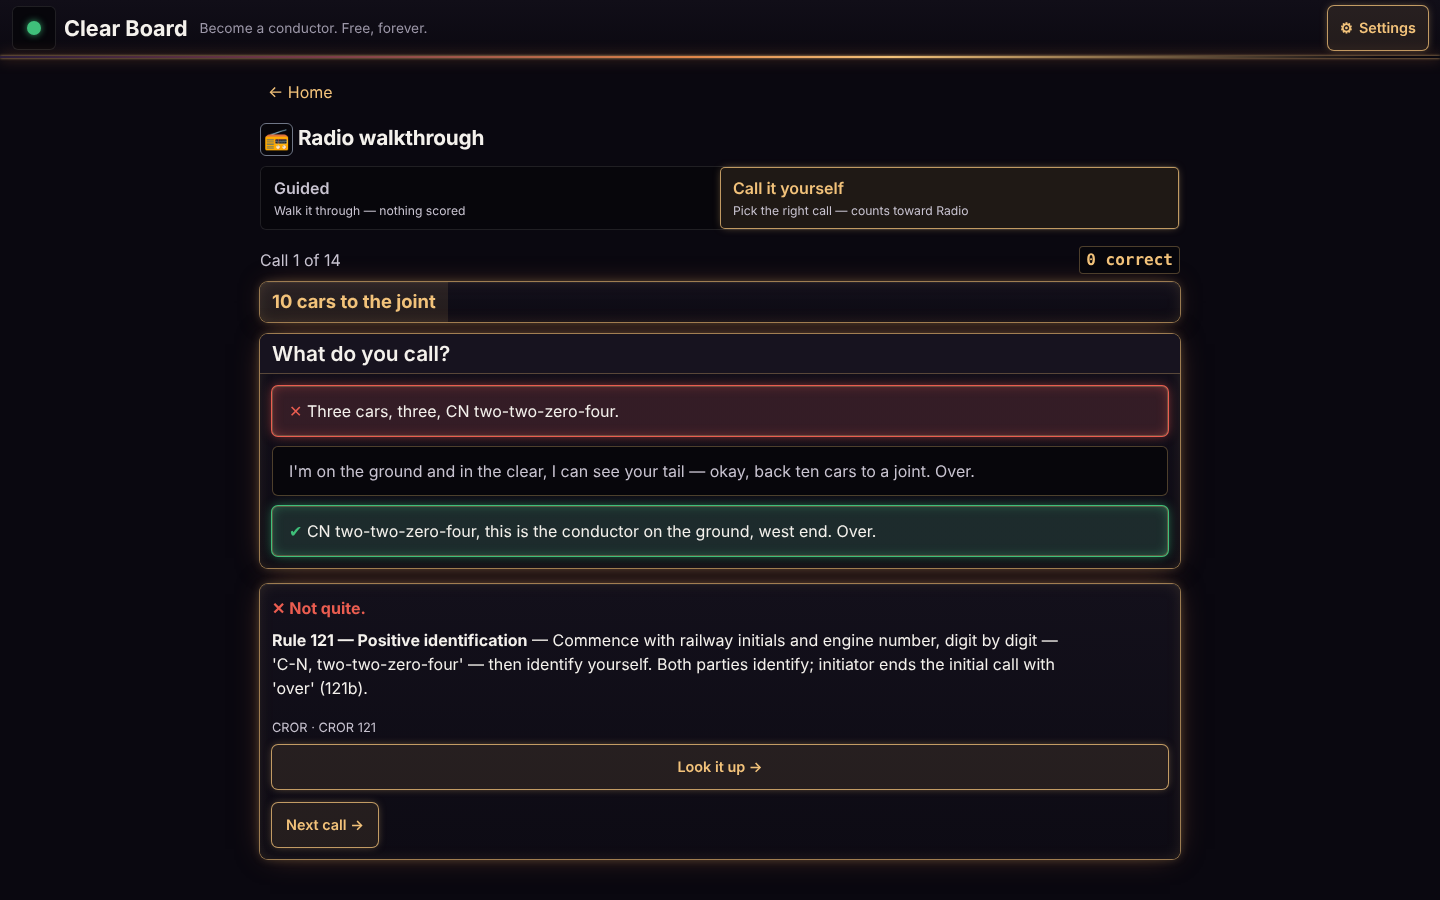 Clear Board
Become a conductor. Free, forever.
⚙ Settings
← Home
Radio walkthrough
Guided
Walk it through — nothing scored
Call it yourself
Pick the right call — counts toward Radio
Call 1 of 14
0 correct
10 cars to the joint
What do you call?
✕ Three cars, three, CN two-two-zero-four.
I'm on the ground and in the clear, I can see your tail — okay, back ten cars to a joint. Over.
✔ CN two-two-zero-four, this is the conductor on the ground, west end. Over.
✕ Not quite.
Rule 121 — Positive identification — Commence with railway initials and engine number, digit by digit —
'C-N, two-two-zero-four' — then identify yourself. Both parties identify; initiator ends the initial call with
'over' (121b).
CROR · CROR 121
Look it up →
Next call →